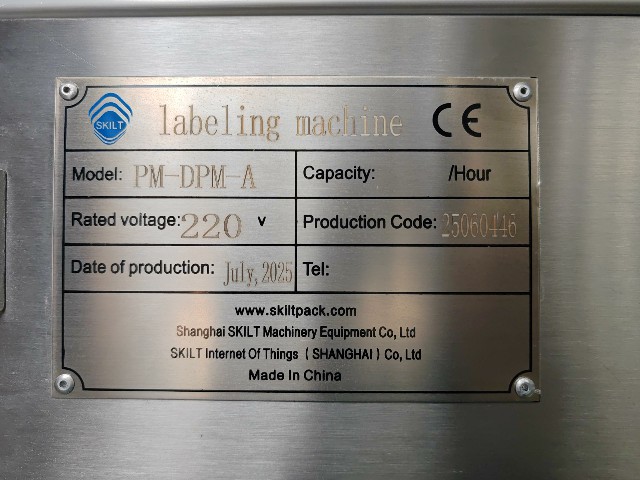 SKILT labeling machine CE
Model: PM-DPM-A Capacity: /Hour
Rated voltage: 220 v Production Code: 25060446
Date of production: July, 2025 Tel:
www.skiltpack.com
Shanghai SKILT Machinery Equipment Co, Ltd
SKILT Internet Of Things ( SHANGHAI ) Co, Ltd
Made In China